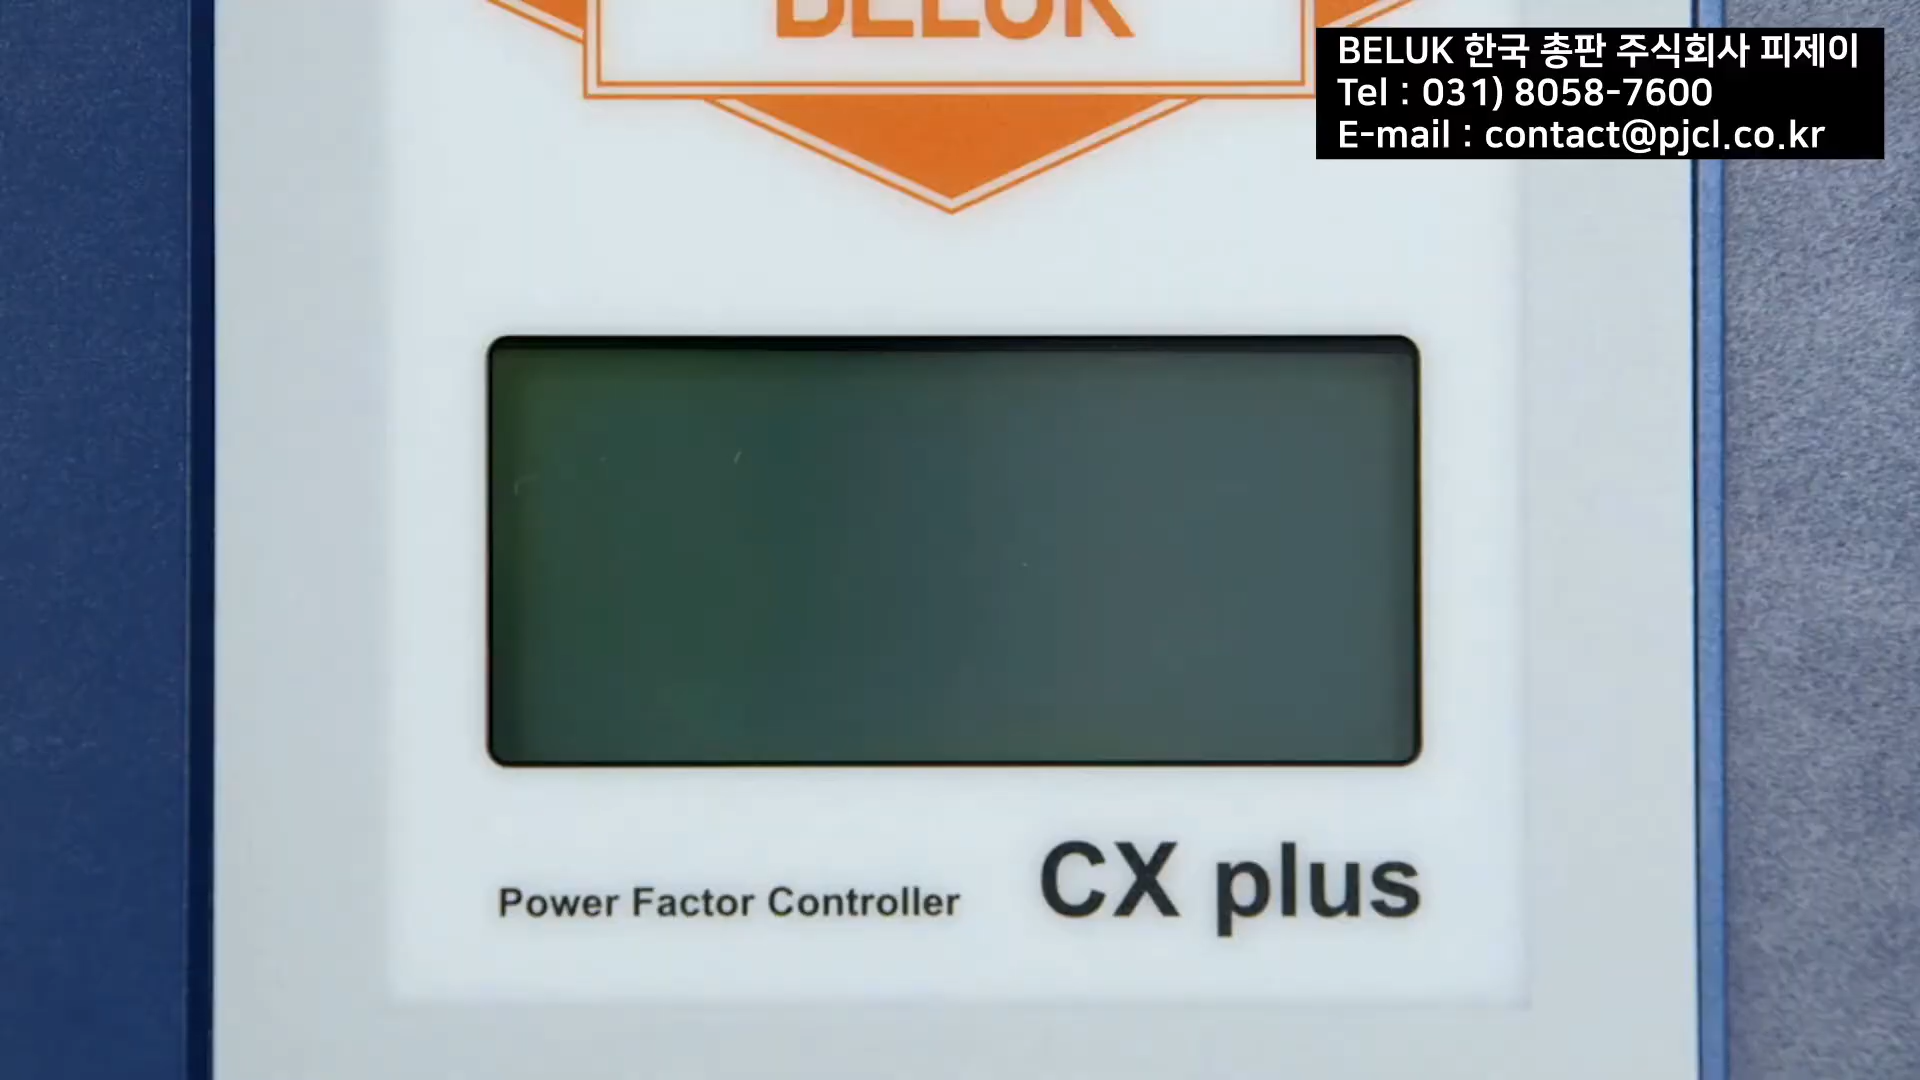 BELUK
BELUK 한국 총판 주식회사 피제이
Tel : 031) 8058-7600
E-mail : contact@pjcl.co.kr
Power Factor Controller
CX plus